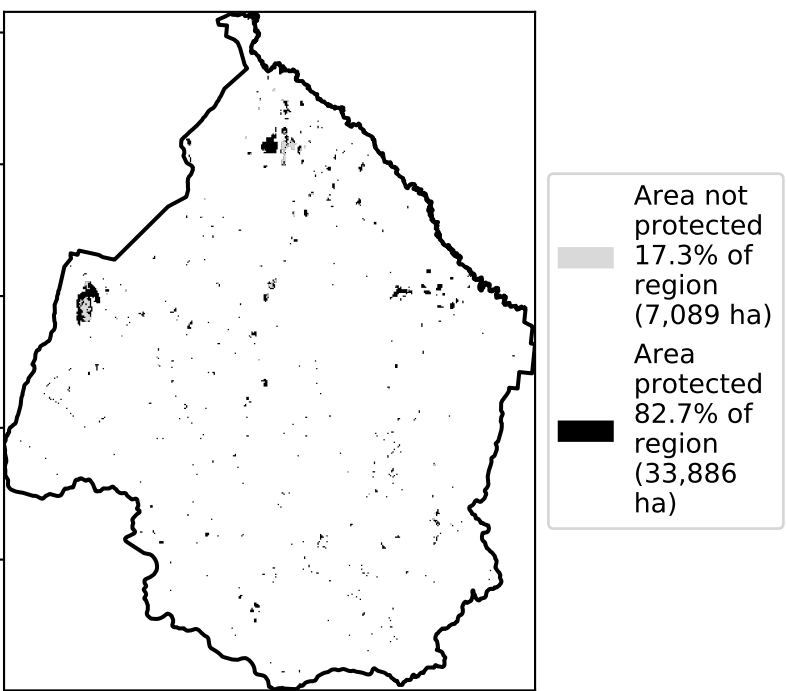 Area not
protected
17.3% of
region
(7,089 ha)
Area
protected
82.7% of
region
(33,886
ha)